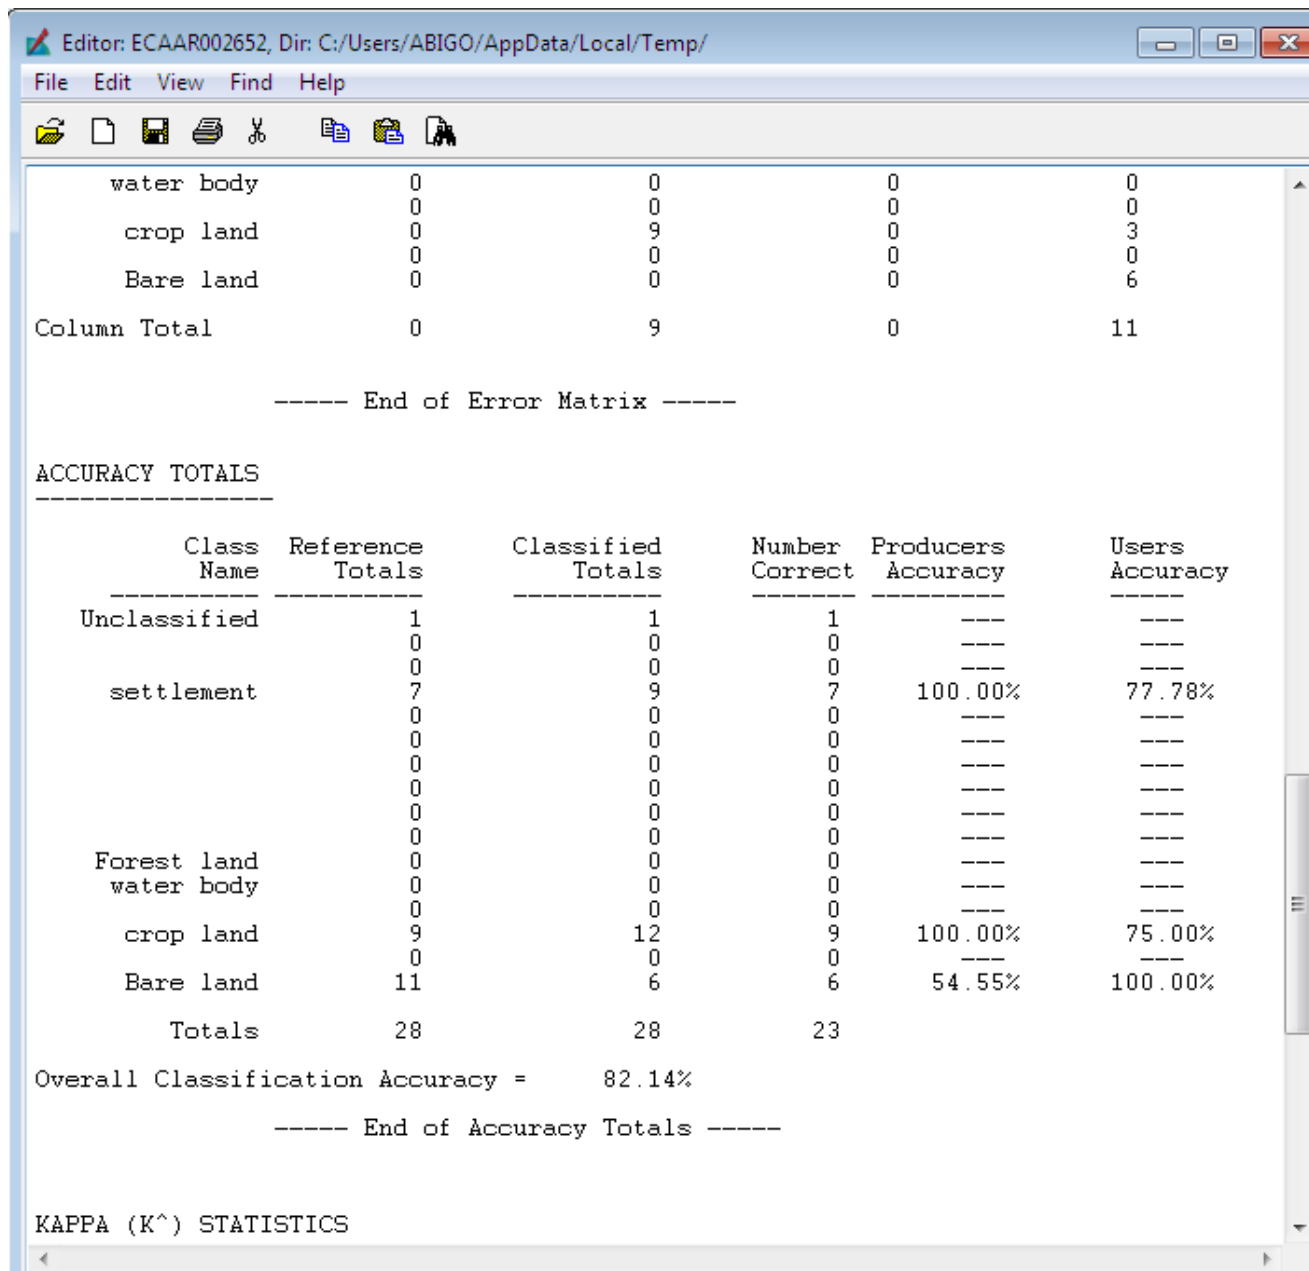 Editor: ECAAR002652, Dir: C:/Users/ABIGO/AppData/Local/Temp/
File Edit View Find Help
water body 0 0 0 0
0 0 0 0
crop land 0 9 0 3
0 0 0 0
Bare land 0 0 0 6
Column Total 0 9 0 11
----- End of Error Matrix -----
ACCURACY TOTALS
----------------
Class Reference Classified Number Producers Users
Name Totals Totals Correct Accuracy Accuracy
---------- ---------- ---------- ------- --------- -----
Unclassified 1 1 1 --- ---
0 0 0 --- ---
0 0 0 --- ---
settlement 7 9 7 100.00% 77.78%
0 0 0 --- ---
0 0 0 --- ---
0 0 0 --- ---
0 0 0 --- ---
0 0 0 --- ---
0 0 0 --- ---
Forest land 0 0 0 --- ---
water body 0 0 0 --- ---
0 0 0 --- ---
crop land 9 12 9 100.00% 75.00%
0 0 0 --- ---
Bare land 11 6 6 54.55% 100.00%
Totals 28 28 23
Overall Classification Accuracy = 82.14%
----- End of Accuracy Totals -----
KAPPA (K^) STATISTICS